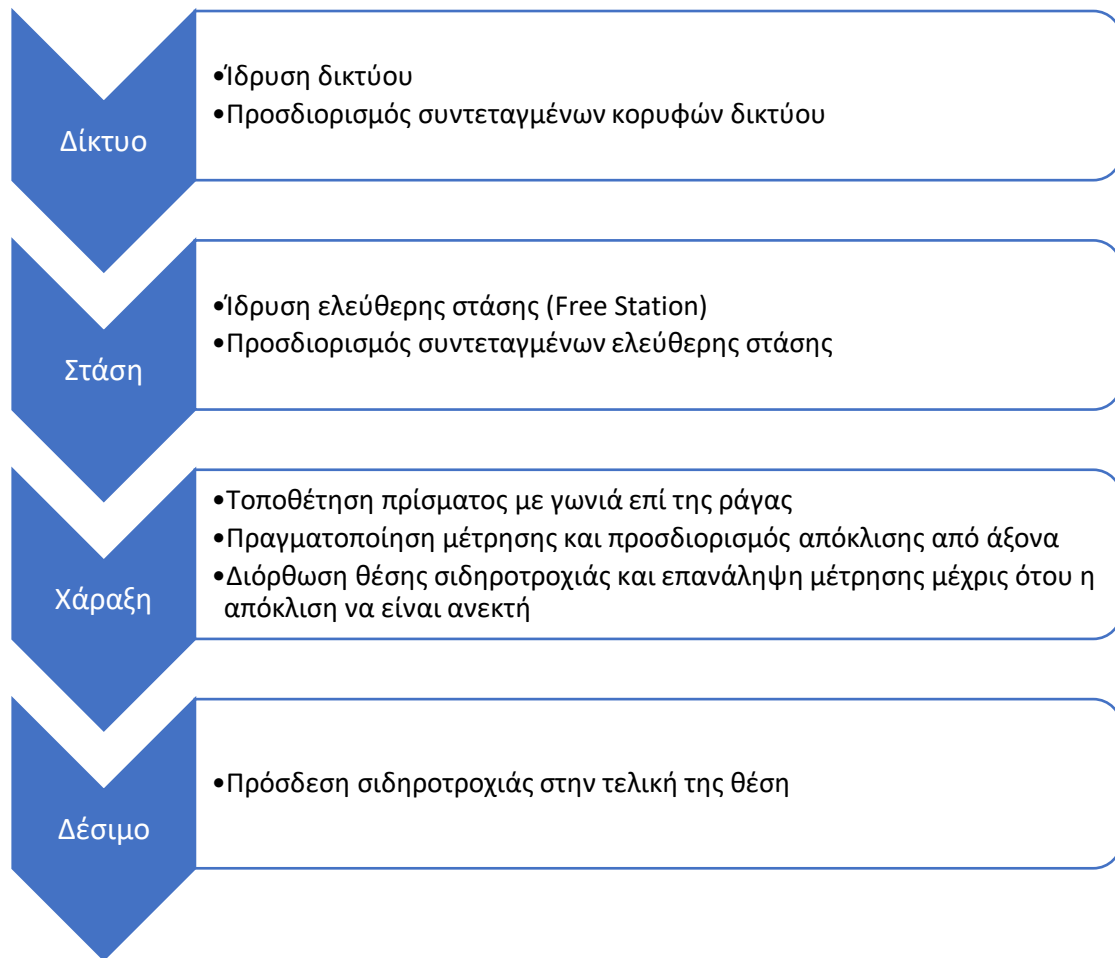 Δίκτυο
•Ίδρυση δικτύου
•Προσδιορισμός συντεταγμένων κορυφών δικτύου
Στάση
•Ίδρυση ελεύθερης στάσης (Free Station)
•Προσδιορισμός συντεταγμένων ελεύθερης στάσης
Χάραξη
•Τοποθέτηση πρίσματος με γωνιά επί της ράγας
•Πραγματοποίηση μέτρησης και προσδιορισμός απόκλισης από άξονα
•Διόρθωση θέσης σιδηροτροχιάς και επανάληψη μέτρησης μέχρις ότου η
απόκλιση να είναι ανεκτή
Δέσιμο
•Πρόσδεση σιδηροτροχιάς στην τελική της θέση